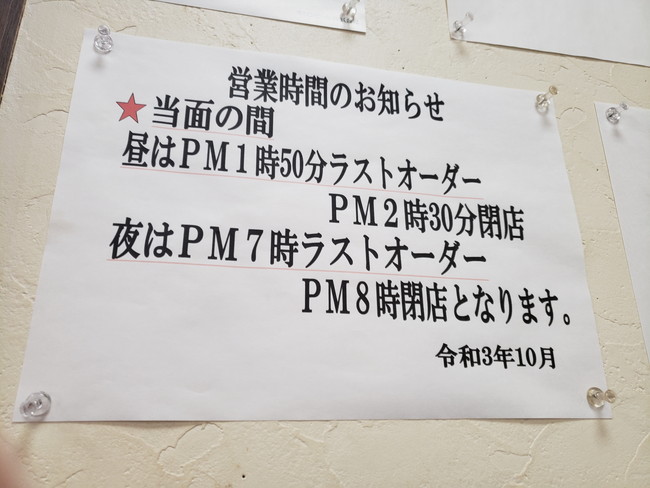 営業時間のお知らせ
★当面の間
昼はPM1時50分ラストオーダー
PM2時30分閉店
夜はPM7時ラストオーダー
PM8時閉店となります。
令和3年10月